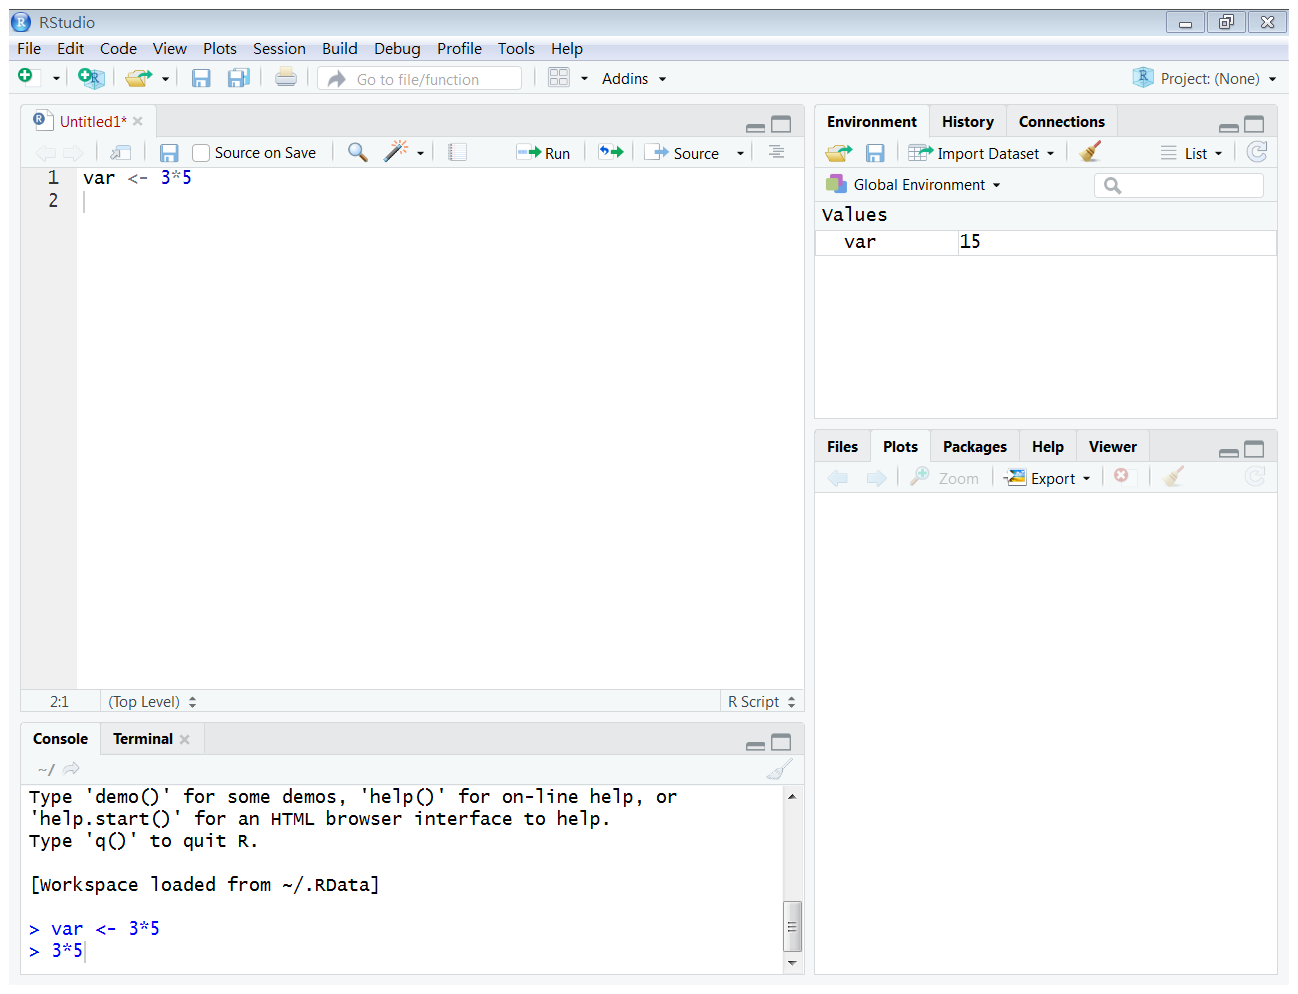 RStudio
File Edit Code View Plots Session Build Debug Profile Tools Help
Go to file/function Addins Project: (None)
Untitled1*
Source on Save Run Source
1 var <- 3*5
2
2:1 (Top Level) R Script
Console Terminal
~/
Type 'demo()' for some demos, 'help()' for on-line help, or
'help.start()' for an HTML browser interface to help.
Type 'q()' to quit R.
[Workspace loaded from ~/.RData]
> var <- 3*5
> 3*5
Environment History Connections
Import Dataset List
Global Environment
Values
var 15
Files Plots Packages Help Viewer
Zoom Export